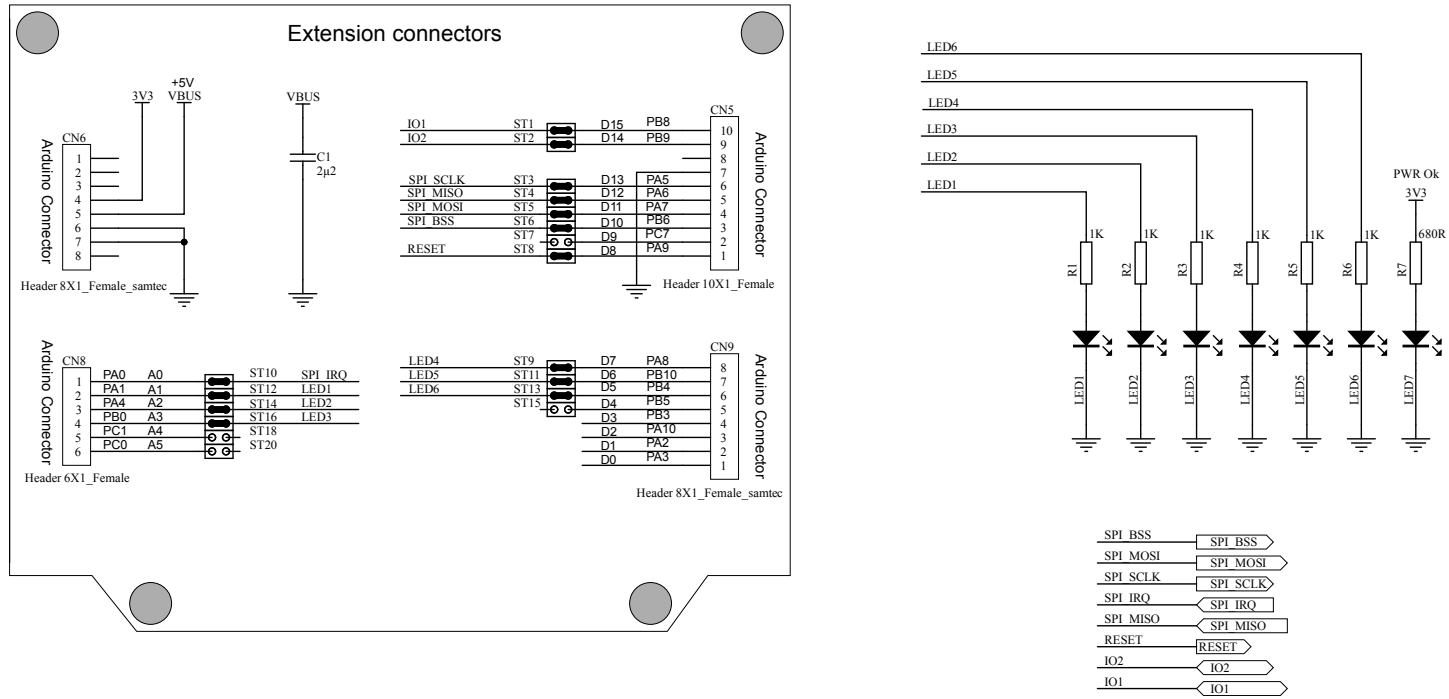 Extension connectors
3V3
+5V
VBUS
VBUS
C1
2µ2
CN6
1
2
3
4
5
6
7
8
Arduino Connector
Header 8X1_Female_samtec
IO1 ST1 D15 PB8
IO2 ST2 D14 PB9
SPI_SCLK ST3 D13 PA5
SPI_MISO ST4 D12 PA6
SPI_MOSI ST5 D11 PA7
SPI_BSS ST6 D10 PB6
ST7 D9 PC7
RESET ST8 D8 PA9
CN5
10
9
8
7
6
5
4
3
2
1
Arduino Connector
Header 10X1_Female
Arduino Connector
CN8
1 PA0 A0 ST10 SPI_IRQ
2 PA1 A1 ST12 LED1
3 PA4 A2 ST14 LED2
4 PB0 A3 ST16 LED3
5 PC1 A4 ST18
6 PC0 A5 ST20
Header 6X1_Female
CN9
LED4 ST9 D7 PA8 8
LED5 ST11 D6 PB10 7
LED6 ST13 D5 PB4 6
ST15 D4 PB5 5
D3 PB3 4
D2 PA10 3
D1 PA2 2
D0 PA3 1
Arduino Connector
Header 8X1_Female_samtec
LED6
LED5
LED4
LED3
LED2
LED1
PWR Ok
3V3
1K 1K 1K 1K 1K 1K 680R
R1 R2 R3 R4 R5 R6 R7
LED1 LED2 LED3 LED4 LED5 LED6 LED7
SPI_BSS SPI_BSS
SPI_MOSI SPI_MOSI
SPI_SCLK SPI_SCLK
SPI_IRQ SPI_IRQ
SPI_MISO SPI_MISO
RESET RESET
IO2 IO2
IO1 IO1